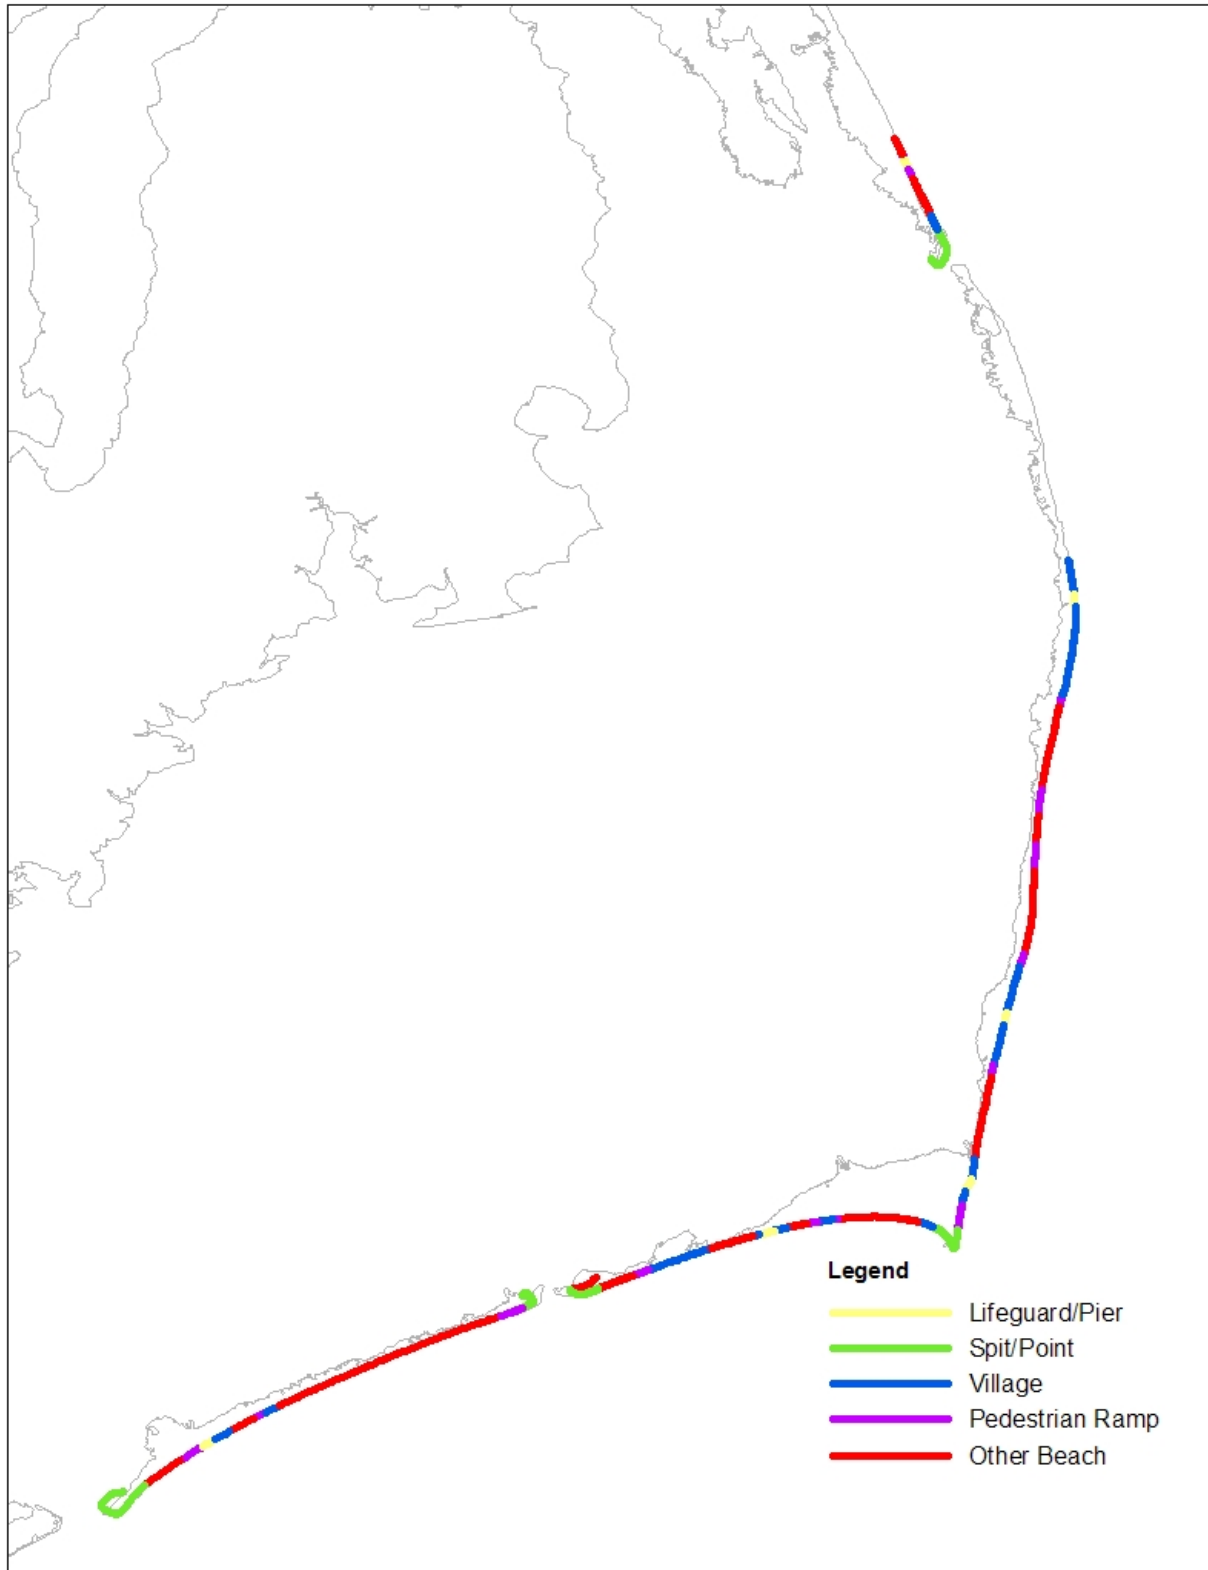 Legend
Lifeguard/Pier
Spit/Point
Village
Pedestrian Ramp
Other Beach